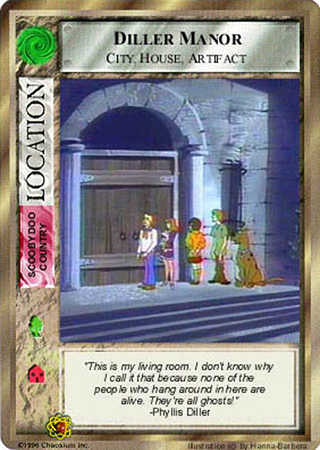 DILLER MANOR
CITY, HOUSE, ARTIFACT
LOCATION
SCOOBYDOO
COUNTRY
"This is my living room. I don't know why
I call it that because none of the
people who hang around in here are
alive. They're all ghosts!"
-Phyllis Diller
©1996 Chaosium Inc.
Illustration (c) by Hanna-Barbera